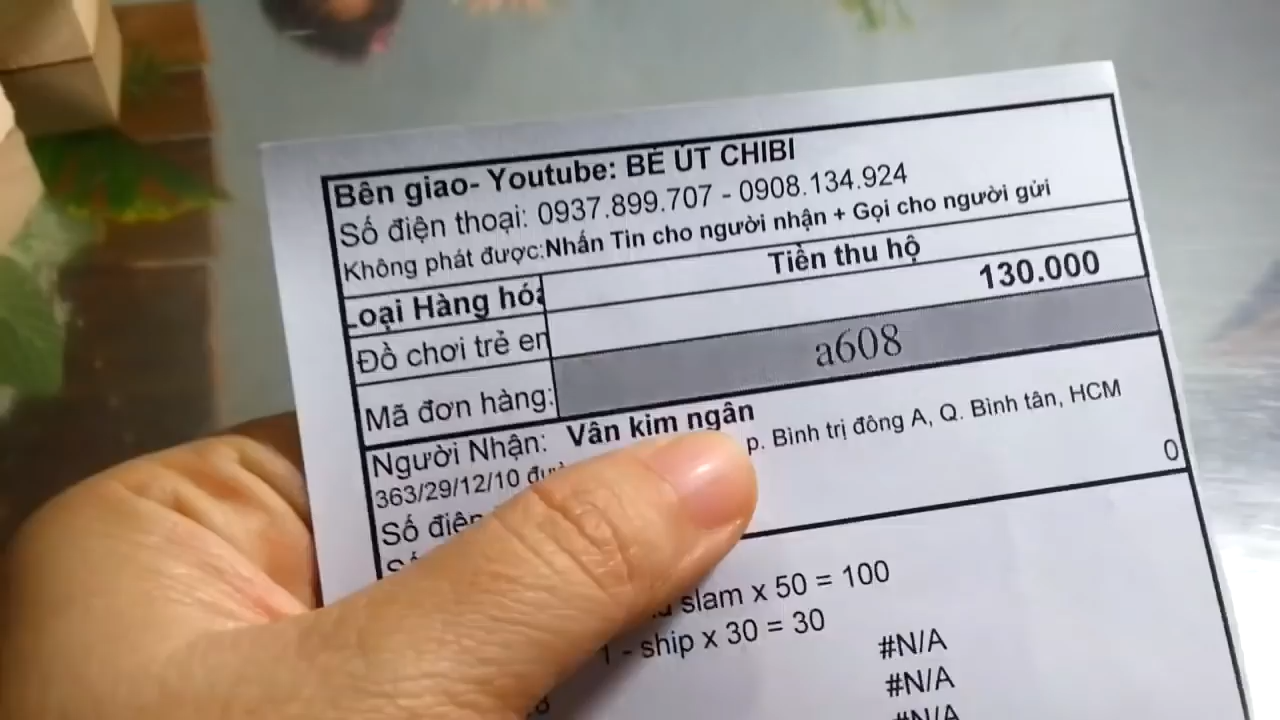 Bên giao- Youtube: BÉ ÚT CHIBI
Số điện thoại: 0937.899.707 - 0908.134.924
Không phát được:Nhắn Tin cho người nhận + Gọi cho người gửi
Loại Hàng hóa
Tiền thu hộ
Đồ chơi trẻ em
130.000
Mã đơn hàng:
a608
Người Nhận: Vân kim ngân
363/29/12/10 p. Bình trị đông A, Q. Bình tân, HCM
Số
0
slam x 50 = 100
1 - ship x 30 = 30
#N/A
#N/A
#N/A